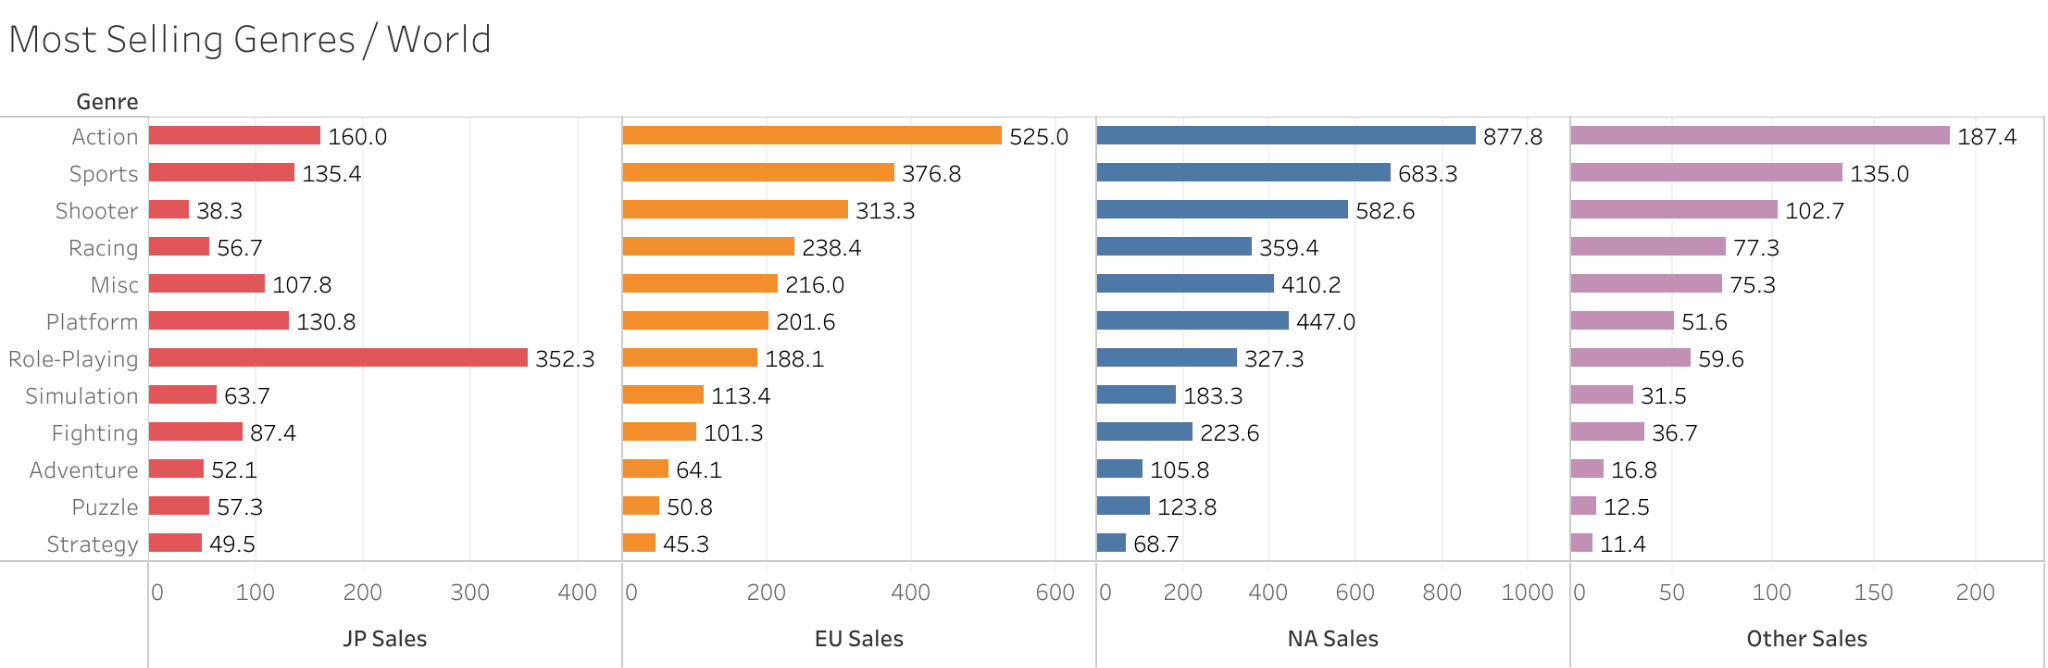 Most Selling Genres / World
Genre
Action 160.0 525.0 877.8 187.4
Sports 135.4 376.8 683.3 135.0
Shooter 38.3 313.3 582.6 102.7
Racing 56.7 238.4 359.4 77.3
Misc 107.8 216.0 410.2 75.3
Platform 130.8 201.6 447.0 51.6
Role-Playing 352.3 188.1 327.3 59.6
Simulation 63.7 113.4 183.3 31.5
Fighting 87.4 101.3 223.6 36.7
Adventure 52.1 64.1 105.8 16.8
Puzzle 57.3 50.8 123.8 12.5
Strategy 49.5 45.3 68.7 11.4
0 100 200 300 400 0 200 400 600 0 200 400 600 800 1000 0 50 100 150 200
JP Sales EU Sales NA Sales Other Sales